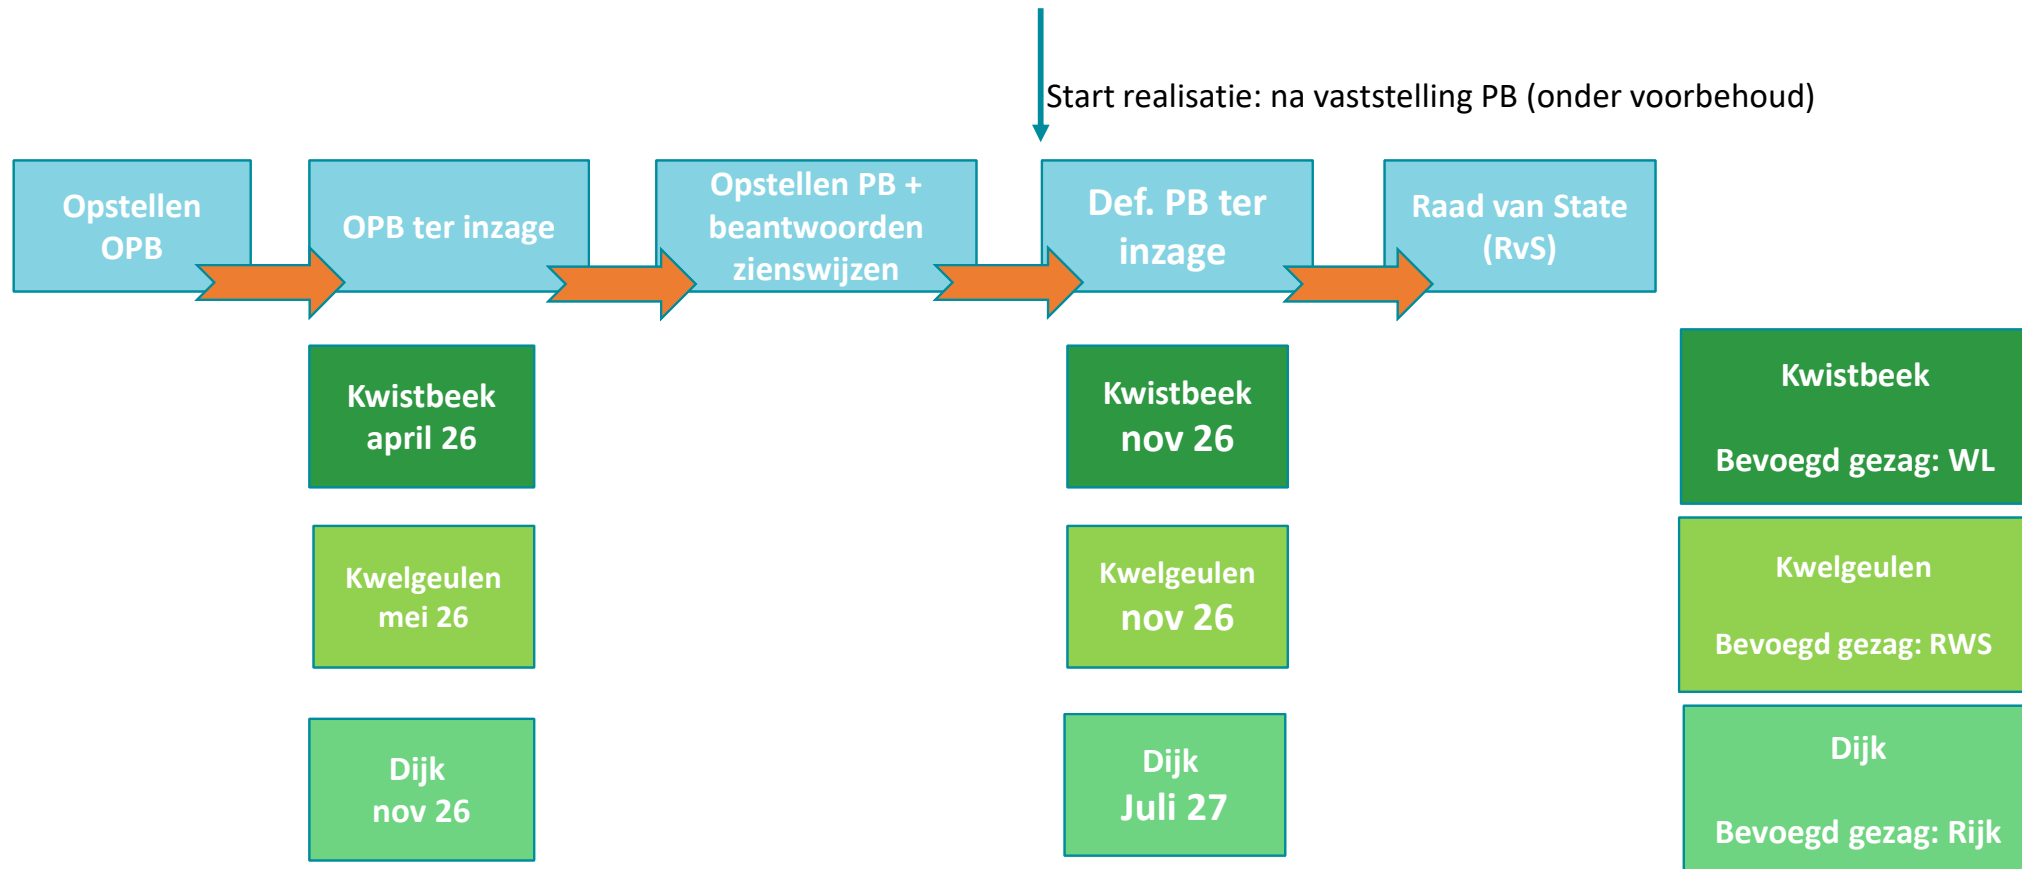 Start realisatie: na vaststelling PB (onder voorbehoud)
Opstellen
OPB
OPB ter inzage
Opstellen PB +
beantwoorden
zienswijzen
Def. PB ter
inzage
Raad van State
(RvS)
Kwistbeek
april 26
Kwistbeek
nov 26
Kwistbeek
Bevoegd gezag: WL
Kwelgeulen
mei 26
Kwelgeulen
nov 26
Kwelgeulen
Bevoegd gezag: RWS
Dijk
nov 26
Dijk
Juli 27
Dijk
Bevoegd gezag: Rijk